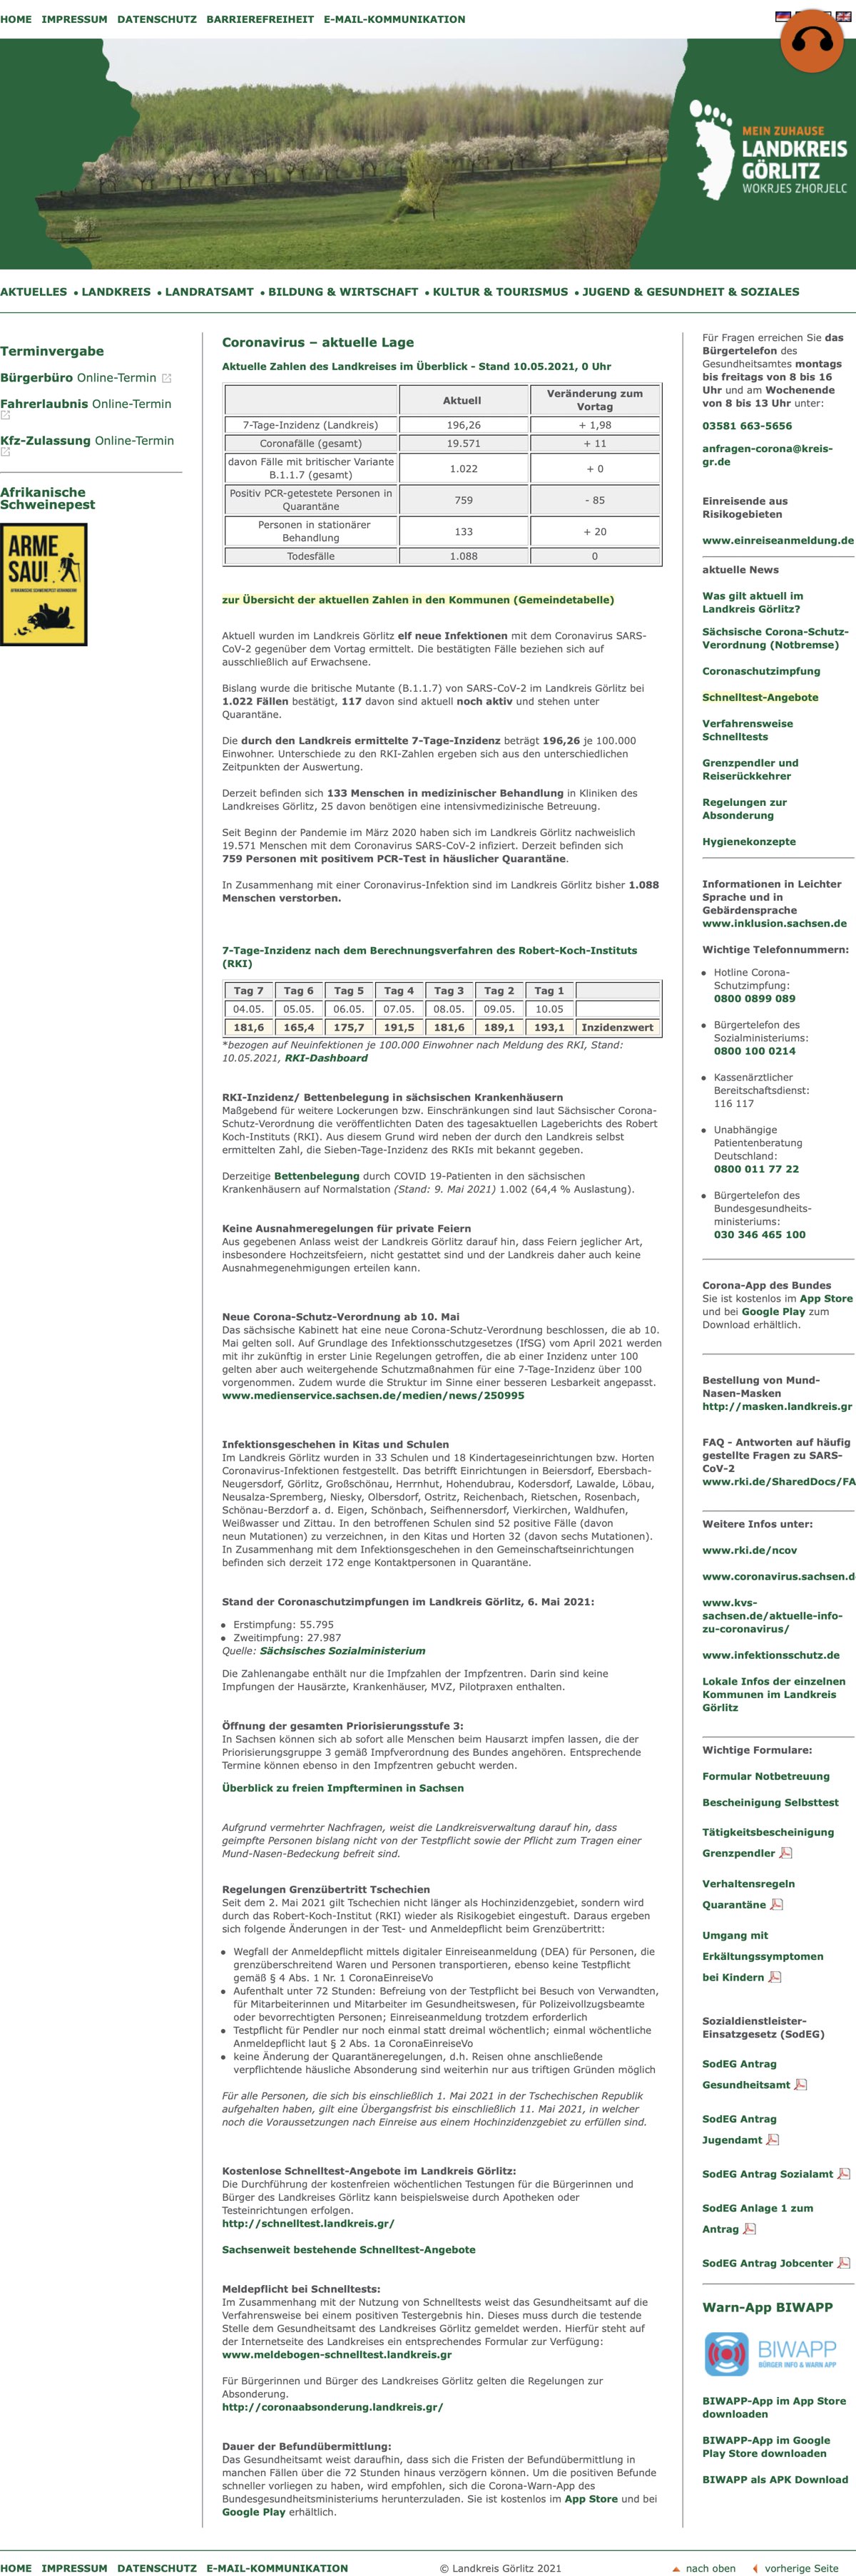 HOME IMPRESSUM DATENSCHUTZ BARRIEREFREIHEIT E-MAIL-KOMMUNIKATION
MEIN ZUHAUSE
LANDKREIS
GÖRLITZ
WOKRJES ZHORJELC
AKTUELLES • LANDKREIS • LANDRATSAMT • BILDUNG & WIRTSCHAFT • KULTUR & TOURISMUS • JUGEND & GESUNDHEIT & SOZIALES
Terminvergabe
Bürgerbüro Online-Termin
Fahrerlaubnis Online-Termin
Kfz-Zulassung Online-Termin
Afrikanische
Schweinepest
ARME
SAU!
AFRIKANISCHE SCHWEINEPEST VERHINDERN!
Coronavirus – aktuelle Lage
Aktuelle Zahlen des Landkreises im Überblick - Stand 10.05.2021, 0 Uhr
Aktuell Veränderung zum
Vortag
7-Tage-Inzidenz (Landkreis) 196,26 + 1,98
Coronafälle (gesamt) 19.571 + 11
davon Fälle mit britischer Variante
B.1.1.7 (gesamt) 1.022 + 0
Positiv PCR-getestete Personen in
Quarantäne 759 - 85
Personen in stationärer
Behandlung 133 + 20
Todesfälle 1.088 0
zur Übersicht der aktuellen Zahlen in den Kommunen (Gemeindetabelle)
Aktuell wurden im Landkreis Görlitz elf neue Infektionen mit dem Coronavirus SARS-
CoV-2 gegenüber dem Vortag ermittelt. Die bestätigten Fälle beziehen sich auf
ausschließlich auf Erwachsene.
Bislang wurde die britische Mutante (B.1.1.7) von SARS-CoV-2 im Landkreis Görlitz bei
1.022 Fällen bestätigt, 117 davon sind aktuell noch aktiv und stehen unter
Quarantäne.
Die durch den Landkreis ermittelte 7-Tage-Inzidenz beträgt 196,26 je 100.000
Einwohner. Unterschiede zu den RKI-Zahlen ergeben sich aus den unterschiedlichen
Zeitpunkten der Auswertung.
Derzeit befinden sich 133 Menschen in medizinischer Behandlung in Kliniken des
Landkreises Görlitz, 25 davon benötigen eine intensivmedizinische Betreuung.
Seit Beginn der Pandemie im März 2020 haben sich im Landkreis Görlitz nachweislich
19.571 Menschen mit dem Coronavirus SARS-CoV-2 infiziert. Derzeit befinden sich
759 Personen mit positivem PCR-Test in häuslicher Quarantäne.
In Zusammenhang mit einer Coronavirus-Infektion sind im Landkreis Görlitz bisher 1.088
Menschen verstorben.
7-Tage-Inzidenz nach dem Berechnungsverfahren des Robert-Koch-Instituts
(RKI)
Tag 7 Tag 6 Tag 5 Tag 4 Tag 3 Tag 2 Tag 1
04.05. 05.05. 06.05. 07.05. 08.05. 09.05. 10.05
181,6 165,4 175,7 191,5 181,6 189,1 193,1 Inzidenzwert
*bezogen auf Neuinfektionen je 100.000 Einwohner nach Meldung des RKI, Stand:
10.05.2021, RKI-Dashboard
RKI-Inzidenz/ Bettenbelegung in sächsischen Krankenhäusern
Maßgebend für weitere Lockerungen bzw. Einschränkungen sind laut Sächsischer Corona-
Schutz-Verordnung die veröffentlichten Daten des tagesaktuellen Lageberichts des Robert
Koch-Instituts (RKI). Aus diesem Grund wird neben der durch den Landkreis selbst
ermittelten Zahl, die Sieben-Tage-Inzidenz des RKIs mit bekannt gegeben.
Derzeitige Bettenbelegung durch COVID 19-Patienten in den sächsischen
Krankenhäusern auf Normalstation (Stand: 9. Mai 2021) 1.002 (64,4 % Auslastung).
Keine Ausnahmeregelungen für private Feiern
Aus gegebenen Anlass weist der Landkreis Görlitz darauf hin, dass Feiern jeglicher Art,
insbesondere Hochzeitsfeiern, nicht gestattet sind und der Landkreis daher auch keine
Ausnahmegenehmigungen erteilen kann.
Neue Corona-Schutz-Verordnung ab 10. Mai
Das sächsische Kabinett hat eine neue Corona-Schutz-Verordnung beschlossen, die ab 10.
Mai gelten soll. Auf Grundlage des Infektionsschutzgesetzes (IfSG) vom April 2021 werden
mit ihr zukünftig in erster Linie Regelungen getroffen, die ab einer Inzidenz unter 100
gelten aber auch weitergehende Schutzmaßnahmen für eine 7-Tage-Inzidenz über 100
vorgenommen. Zudem wurde die Struktur im Sinne einer besseren Lesbarkeit angepasst.
www.medienservice.sachsen.de/medien/news/250995
Infektionsgeschehen in Kitas und Schulen
Im Landkreis Görlitz wurden in 33 Schulen und 18 Kindertageseinrichtungen bzw. Horten
Coronavirus-Infektionen festgestellt. Das betrifft Einrichtungen in Beiersdorf, Ebersbach-
Neugersdorf, Görlitz, Großschönau, Herrnhut, Hohendubrau, Kodersdorf, Lawalde, Löbau,
Neusalza-Spremberg, Niesky, Olbersdorf, Ostritz, Reichenbach, Rietschen, Rosenbach,
Schönau-Berzdorf a. d. Eigen, Schönbach, Seifhennersdorf, Vierkirchen, Waldhufen,
Weißwasser und Zittau. In den betroffenen Schulen sind 52 positive Fälle (davon
neun Mutationen) zu verzeichnen, in den Kitas und Horten 32 (davon sechs Mutationen).
In Zusammenhang mit dem Infektionsgeschehen in den Gemeinschaftseinrichtungen
befinden sich derzeit 172 enge Kontaktpersonen in Quarantäne.
Stand der Coronaschutzimpfungen im Landkreis Görlitz, 6. Mai 2021:
• Erstimpfung: 55.795
• Zweitimpfung: 27.987
Quelle: Sächsisches Sozialministerium
Die Zahlenangabe enthält nur die Impfzahlen der Impfzentren. Darin sind keine
Impfungen der Hausärzte, Krankenhäuser, MVZ, Pilotpraxen enthalten.
Öffnung der gesamten Priorisierungsstufe 3:
In Sachsen können sich ab sofort alle Menschen beim Hausarzt impfen lassen, die der
Priorisierungsgruppe 3 gemäß Impfverordnung des Bundes angehören. Entsprechende
Termine können ebenso in den Impfzentren gebucht werden.
Überblick zu freien Impfterminen in Sachsen
Aufgrund vermehrter Nachfragen, weist die Landkreisverwaltung darauf hin, dass
geimpfte Personen bislang nicht von der Testpflicht sowie der Pflicht zum Tragen einer
Mund-Nasen-Bedeckung befreit sind.
Regelungen Grenzübertritt Tschechien
Seit dem 2. Mai 2021 gilt Tschechien nicht länger als Hochinzidenzgebiet, sondern wird
durch das Robert-Koch-Institut (RKI) wieder als Risikogebiet eingestuft. Daraus ergeben
sich folgende Änderungen in der Test- und Anmeldepflicht beim Grenzübertritt:
• Wegfall der Anmeldepflicht mittels digitaler Einreiseanmeldung (DEA) für Personen, die
grenzüberschreitend Waren und Personen transportieren, ebenso keine Testpflicht
gemäß § 4 Abs. 1 Nr. 1 CoronaEinreiseVo
• Aufenthalt unter 72 Stunden: Befreiung von der Testpflicht bei Besuch von Verwandten,
für Mitarbeiterinnen und Mitarbeiter im Gesundheitswesen, für Polizeivollzugsbeamte
oder bevorrechtigten Personen; Einreiseanmeldung trotzdem erforderlich
• Testpflicht für Pendler nur noch einmal statt dreimal wöchentlich; einmal wöchentliche
Anmeldepflicht laut § 2 Abs. 1a CoronaEinreiseVo
• keine Änderung der Quarantäneregelungen, d.h. Reisen ohne anschließende
verpflichtende häusliche Absonderung sind weiterhin nur aus triftigen Gründen möglich
Für alle Personen, die sich bis einschließlich 1. Mai 2021 in der Tschechischen Republik
aufgehalten haben, gilt eine Übergangsfrist bis einschließlich 11. Mai 2021, in welcher
noch die Voraussetzungen nach Einreise aus einem Hochinzidenzgebiet zu erfüllen sind.
Kostenlose Schnelltest-Angebote im Landkreis Görlitz:
Die Durchführung der kostenfreien wöchentlichen Testungen für die Bürgerinnen und
Bürger des Landkreises Görlitz kann beispielsweise durch Apotheken oder
Testeinrichtungen erfolgen.
http://schnelltest.landkreis.gr/
Sachsenweit bestehende Schnelltest-Angebote
Meldepflicht bei Schnelltests:
Im Zusammenhang mit der Nutzung von Schnelltests weist das Gesundheitsamt auf die
Verfahrensweise bei einem positiven Testergebnis hin. Dieses muss durch die testende
Stelle dem Gesundheitsamt des Landkreises Görlitz gemeldet werden. Hierfür steht auf
der Internetseite des Landkreises ein entsprechendes Formular zur Verfügung:
www.meldebogen-schnelltest.landkreis.gr
Für Bürgerinnen und Bürger des Landkreises Görlitz gelten die Regelungen zur
Absonderung.
http://coronaabsonderung.landkreis.gr/
Dauer der Befundübermittlung:
Das Gesundheitsamt weist daraufhin, dass sich die Fristen der Befundübermittlung in
manchen Fällen über die 72 Stunden hinaus verzögern können. Um die positiven Befunde
schneller vorliegen zu haben, wird empfohlen, sich die Corona-Warn-App des
Bundesgesundheitsministeriums herunterzuladen. Sie ist kostenlos im App Store und bei
Google Play erhältlich.
Für Fragen erreichen Sie das
Bürgertelefon des
Gesundheitsamtes montags
bis freitags von 8 bis 16
Uhr und am Wochenende
von 8 bis 13 Uhr unter:
03581 663-5656
anfragen-corona@kreis-
gr.de
Einreisende aus
Risikogebieten
www.einreiseanmeldung.de
aktuelle News
Was gilt aktuell im
Landkreis Görlitz?
Sächsische Corona-Schutz-
Verordnung (Notbremse)
Coronaschutzimpfung
Schnelltest-Angebote
Verfahrensweise
Schnelltests
Grenzpendler und
Reiserückkehrer
Regelungen zur
Absonderung
Hygienekonzepte
Informationen in Leichter
Sprache und in
Gebärdensprache
www.inklusion.sachsen.de
Wichtige Telefonnummern:
• Hotline Corona-
Schutzimpfung:
0800 0899 089
• Bürgertelefon des
Sozialministeriums:
0800 100 0214
• Kassenärztlicher
Bereitschaftsdienst:
116 117
• Unabhängige
Patientenberatung
Deutschland:
0800 011 77 22
• Bürgertelefon des
Bundesgesundheits-
ministeriums:
030 346 465 100
Corona-App des Bundes
Sie ist kostenlos im App Store
und bei Google Play zum
Download erhältlich.
Bestellung von Mund-
Nasen-Masken
http://masken.landkreis.gr
FAQ - Antworten auf häufig
gestellte Fragen zu SARS-
CoV-2
www.rki.de/SharedDocs/FA
Weitere Infos unter:
www.rki.de/ncov
www.coronavirus.sachsen.d
www.kvs-
sachsen.de/aktuelle-info-
zu-coronavirus/
www.infektionsschutz.de
Lokale Infos der einzelnen
Kommunen im Landkreis
Görlitz
Wichtige Formulare:
Formular Notbetreuung
Bescheinigung Selbsttest
Tätigkeitsbescheinigung
Grenzpendler
Verhaltensregeln
Quarantäne
Umgang mit
Erkältungssymptomen
bei Kindern
Sozialdienstleister-
Einsatzgesetz (SodEG)
SodEG Antrag
Gesundheitsamt
SodEG Antrag
Jugendamt
SodEG Antrag Sozialamt
SodEG Anlage 1 zum
Antrag
SodEG Antrag Jobcenter
Warn-App BIWAPP
BIWAPP
BÜRGER INFO & WARN APP
BIWAPP-App im App Store
downloaden
BIWAPP-App im Google
Play Store downloaden
BIWAPP als APK Download
HOME IMPRESSUM DATENSCHUTZ E-MAIL-KOMMUNIKATION © Landkreis Görlitz 2021 nach oben vorherige Seite